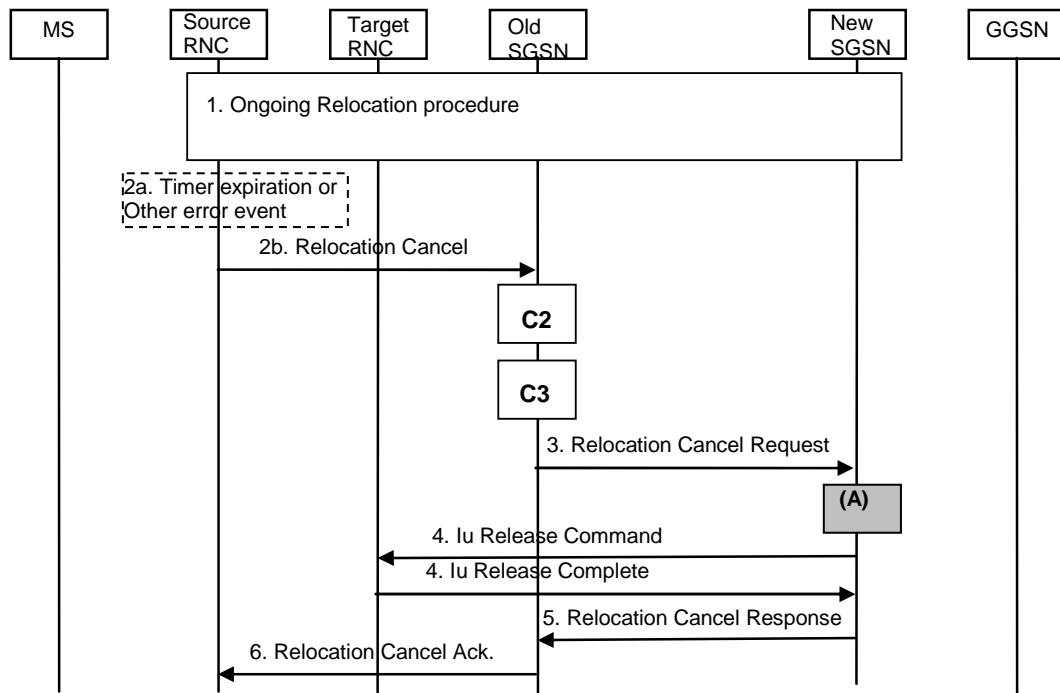 MS
Source
RNC
Target
RNC
Old
SGSN
New
SGSN
GGSN
1. Ongoing Relocation procedure
2a. Timer expiration or
Other error event
2b. Relocation Cancel
C2
C3
3. Relocation Cancel Request
(A)
4. Iu Release Command
4. Iu Release Complete
5. Relocation Cancel Response
6. Relocation Cancel Ack.